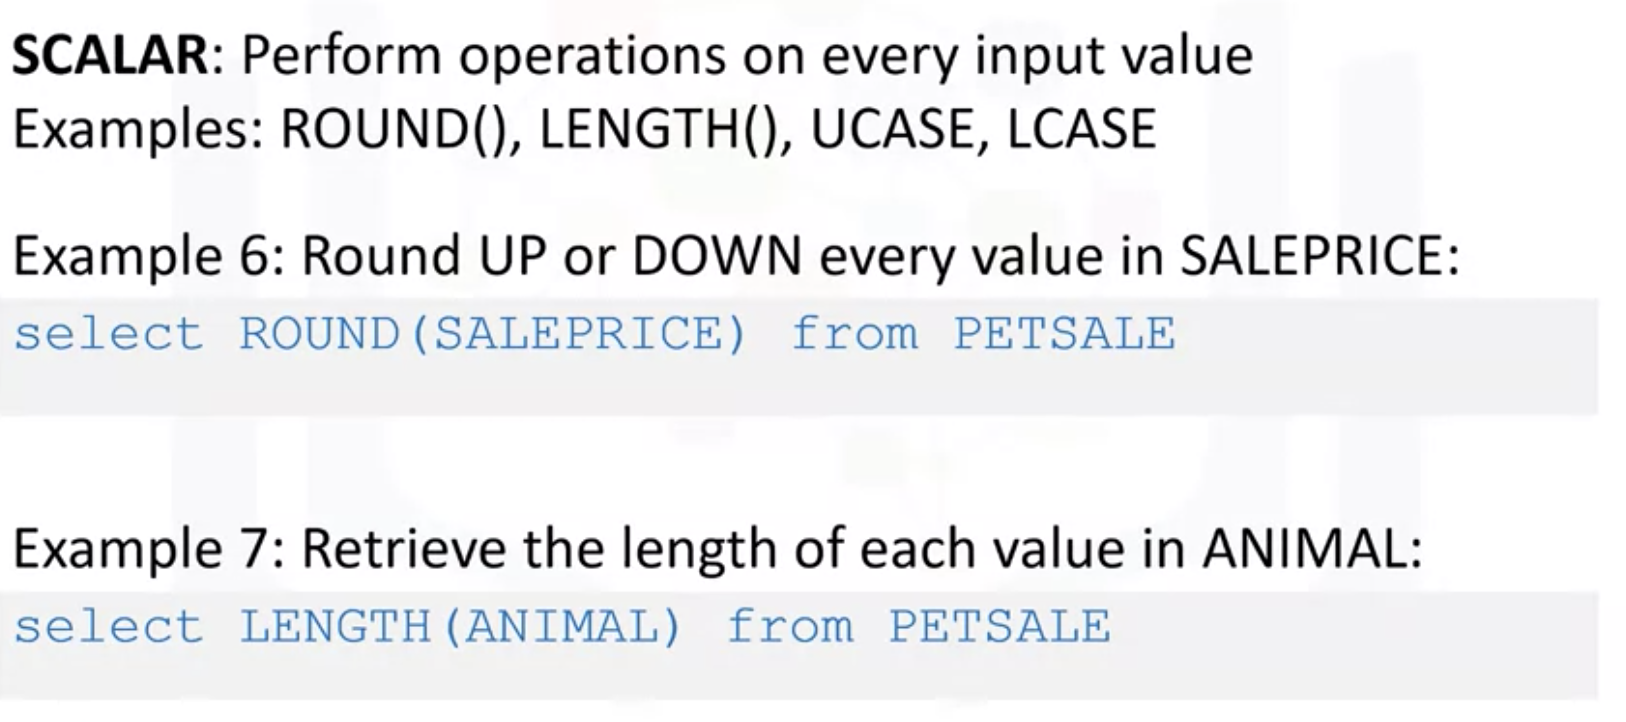 SCALAR: Perform operations on every input value
Examples: ROUND(), LENGTH(), UCASE, LCASE
Example 6: Round UP or DOWN every value in SALEPRICE:
select ROUND(SALEPRICE) from PETSALE
Example 7: Retrieve the length of each value in ANIMAL:
select LENGTH(ANIMAL) from PETSALE